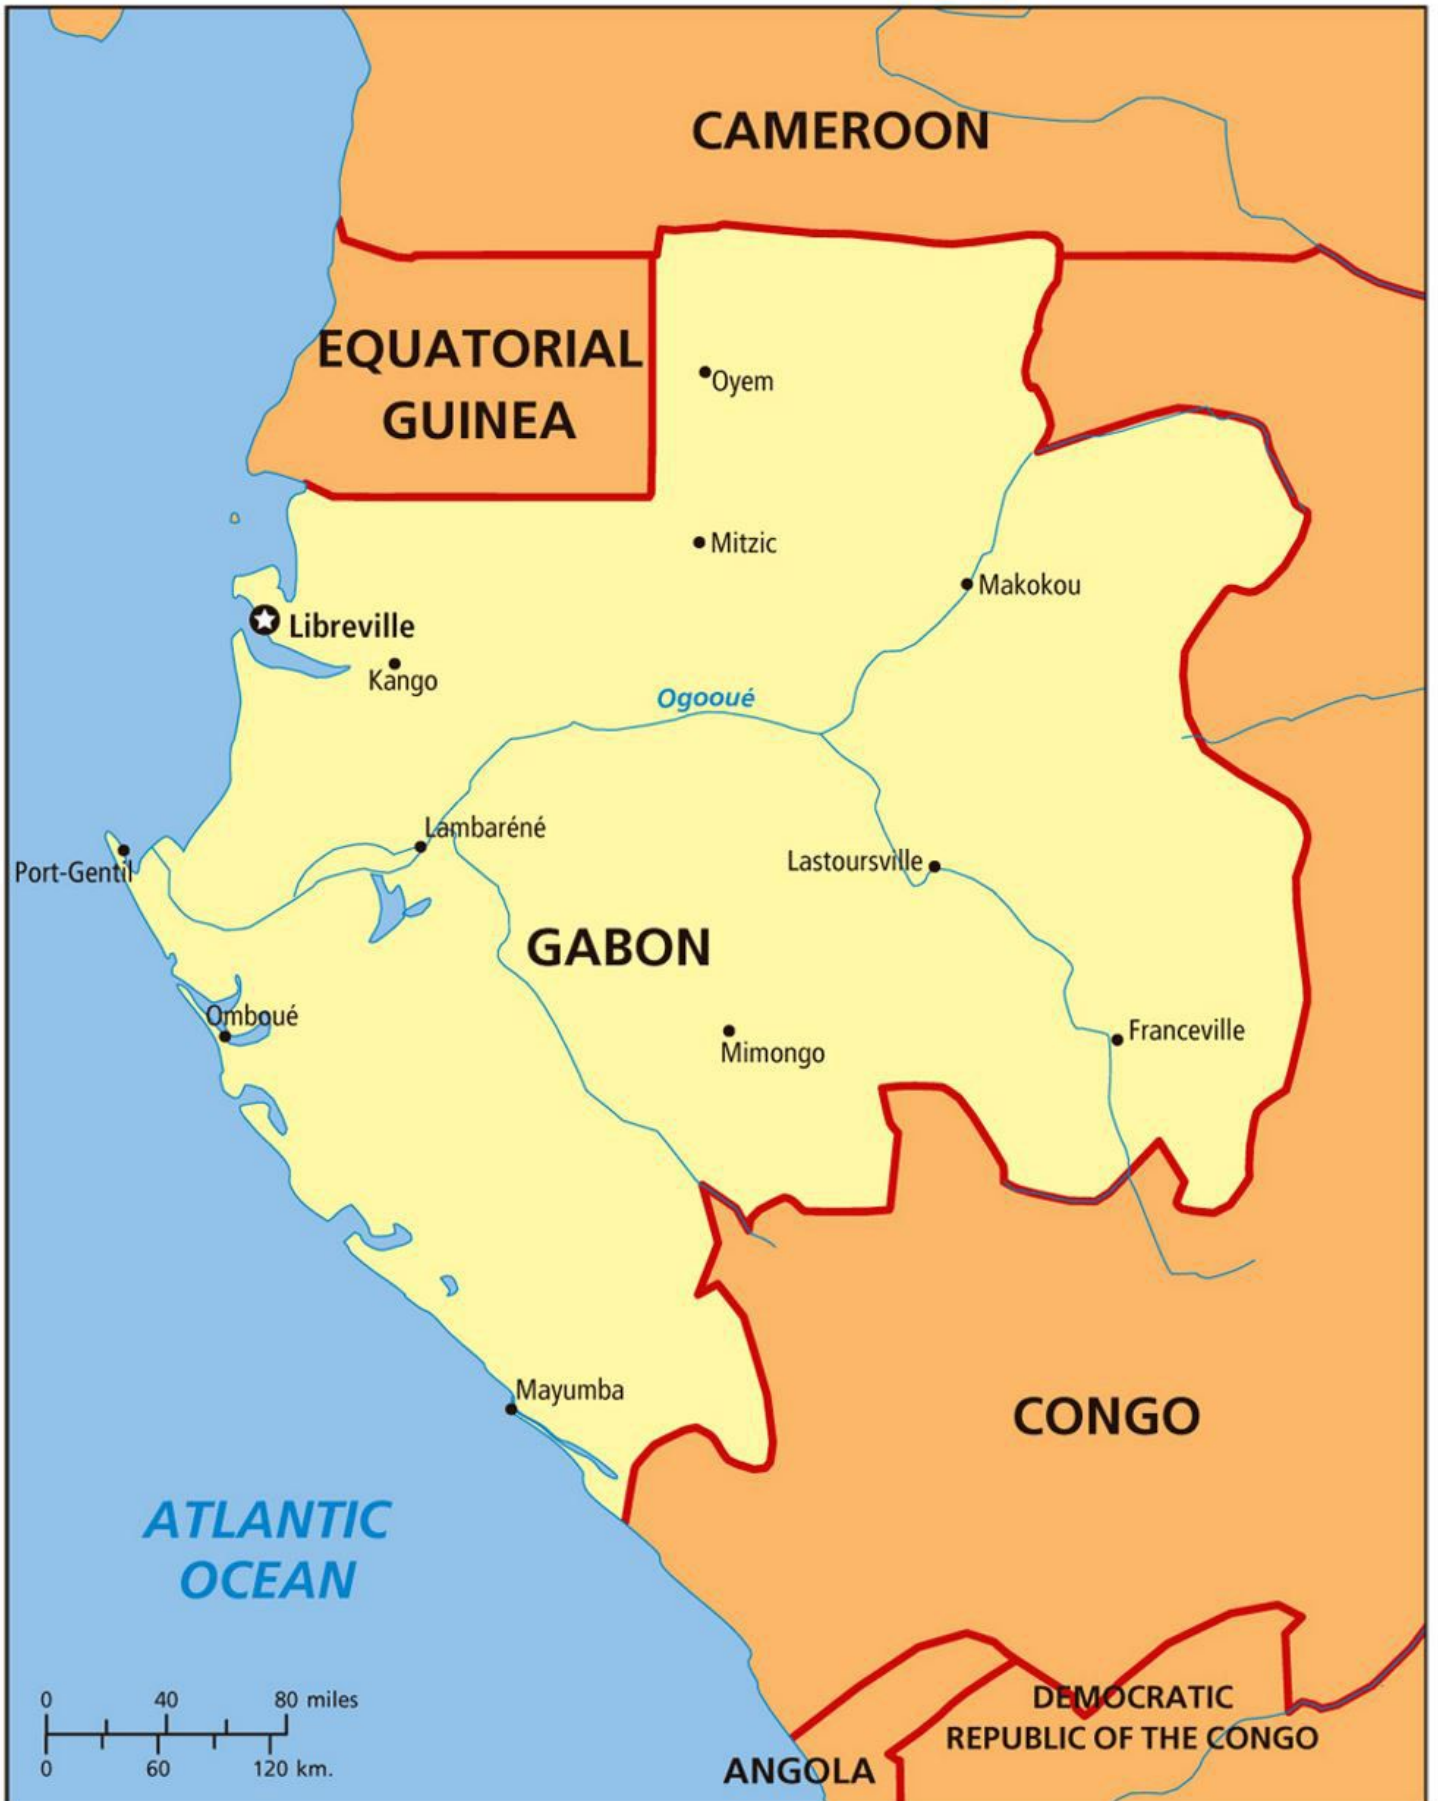 CAMEROON
EQUATORIAL
GUINEA
Oyem
Mitzic
Makokou
Libreville
Kango
Ogooué
Lambaréné
Port-Gentil
Lastoursville
GABON
Omboué
Franceville
Mimongo
Mayumba
CONGO
ATLANTIC
OCEAN
0 40 80 miles
0 60 120 km.
DEMOCRATIC
REPUBLIC OF THE CONGO
ANGOLA